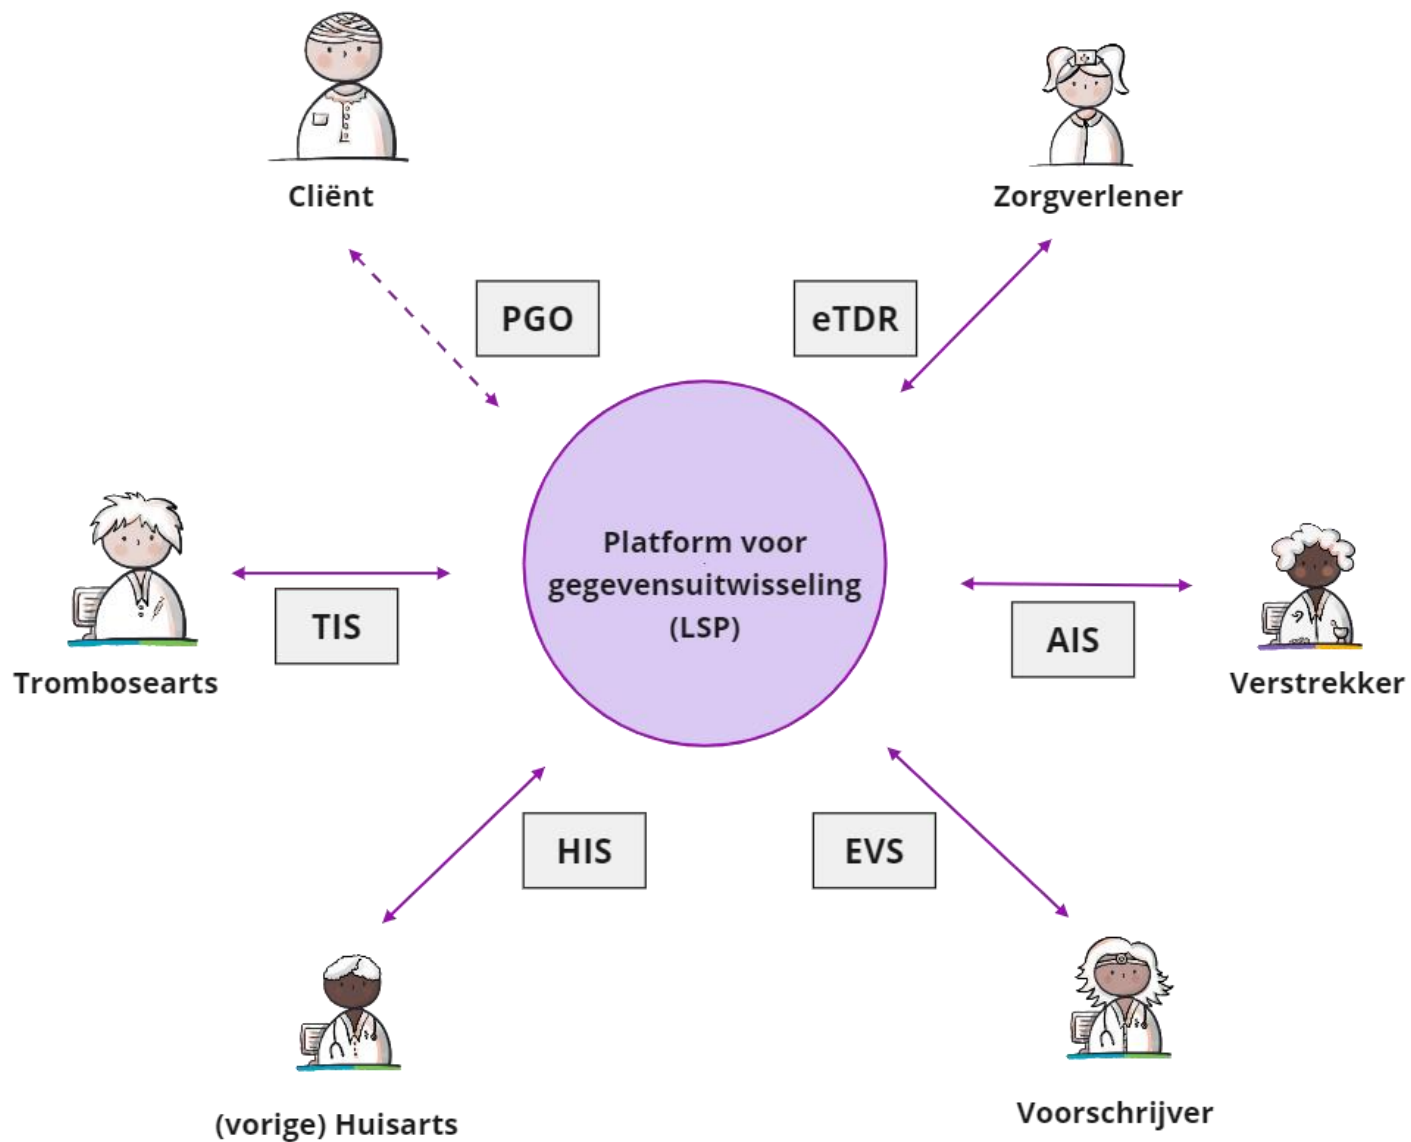 Cliënt
Zorgverlener
PGO
eTDR
Platform voor
gegevensuitwisseling
(LSP)
TIS
AIS
Trombosearts
Verstrekker
HIS
EVS
(vorige) Huisarts
Voorschrijver